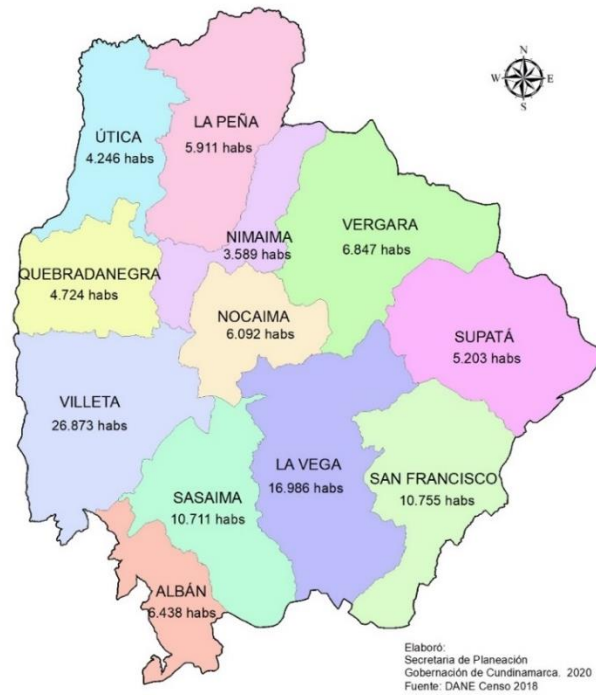 N
W E
S
ÚTICA
4.246 habs
LA PEÑA
5.911 habs
NIMAIMA
3.589 habs
VERGARA
6.847 habs
QUEBRADANEGRA
4.724 habs
NOCAIMA
6.092 habs
SUPATÁ
5.203 habs
VILLETA
26.873 habs
LA VEGA
16.986 habs
SAN FRANCISCO
10.755 habs
SASAIMA
10.711 habs
ALBÁN
6.438 habs
Elaboró:
Secretaria de Planeación
Gobernación de Cundinamarca. 2020
Fuente: DANE Censo 2018